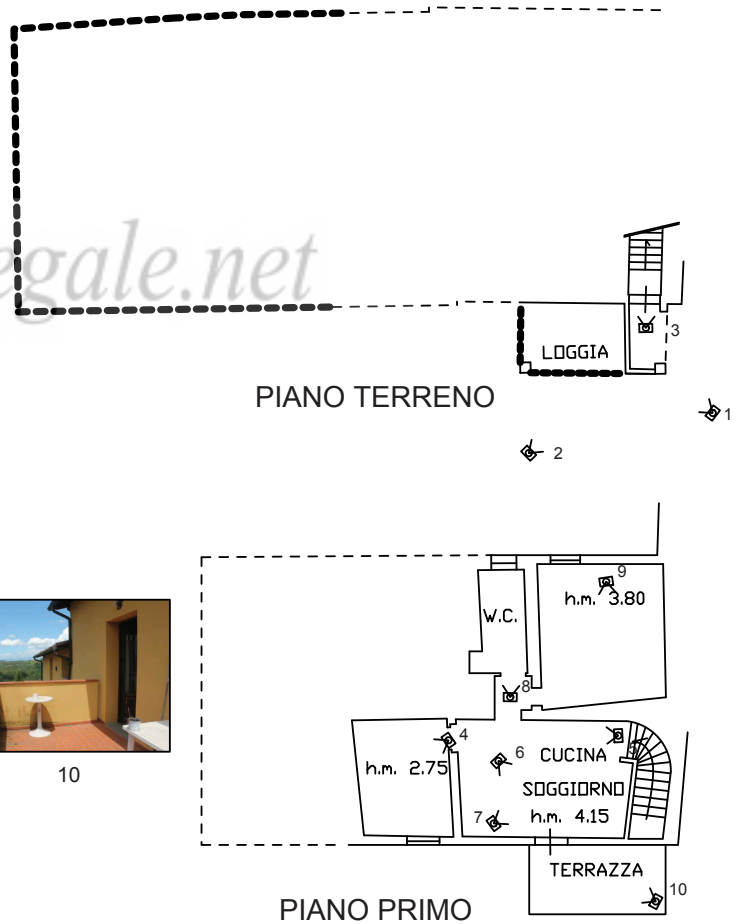 egale.net
3
LOGGIA
PIANO TERRENO
1
2
9
h.m. 3.80
W.C.
8
4
5
6
CUCINA
h.m. 2.75
SOGGIORNO
7
h.m. 4.15
10
TERRAZZA
10
PIANO PRIMO